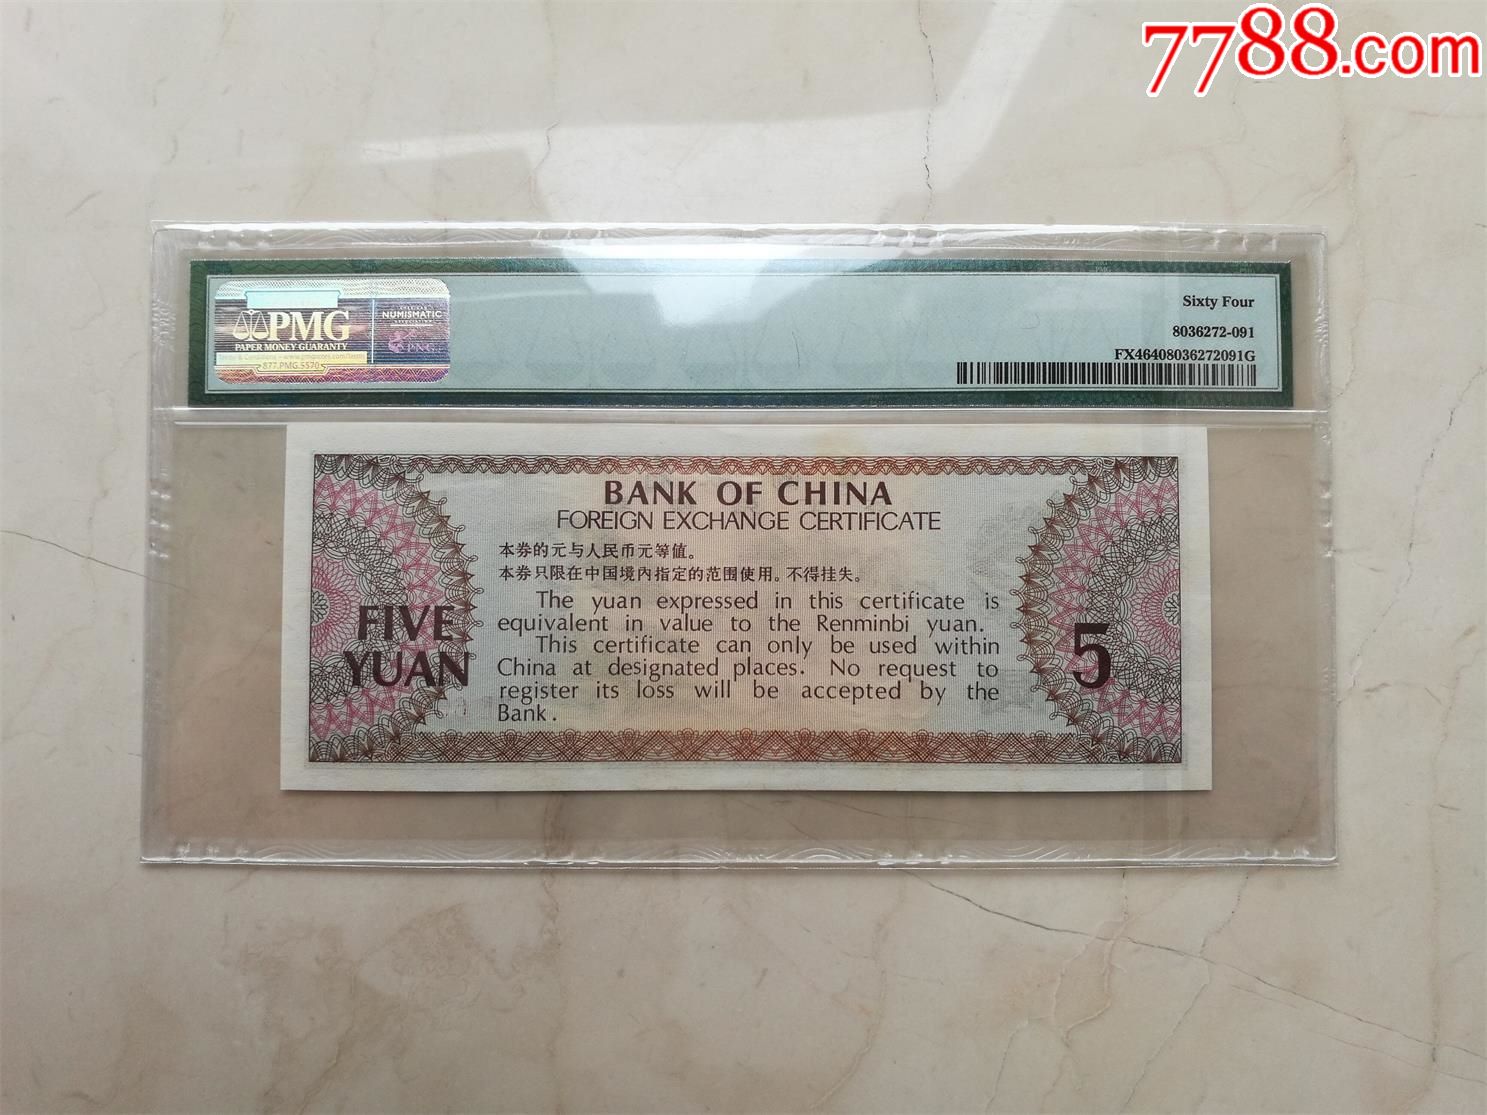 7788.com
Sixty Four
8036272-091
FX46408036272091G
PMG
PAPER MONEY GUARANTY
877.PMG.5570
NUMISMATIC
PNG
BANK OF CHINA
FOREIGN EXCHANGE CERTIFICATE
本券的元与人民币元等值。
本券只限在中国境内指定的范围使用。不得挂失。
The yuan expressed in this certificate is
equivalent in value to the Renminbi yuan.
This certificate can only be used within
China at designated places. No request to
register its loss will be accepted by the
Bank.
FIVE
YUAN
5